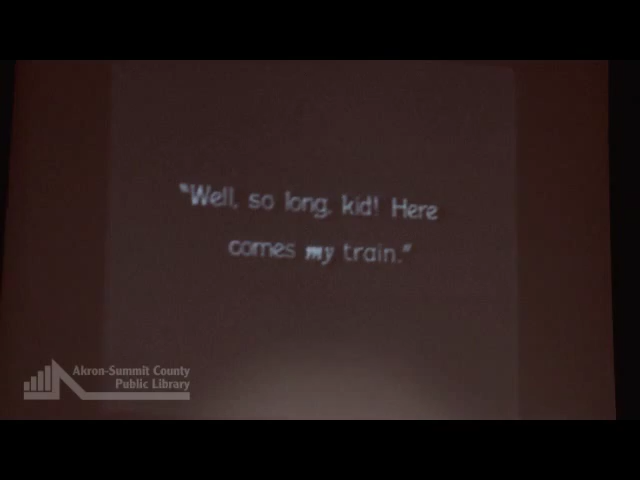 "Well, so long, kid! Here
comes my train."
Akron-Summit County
Public Library